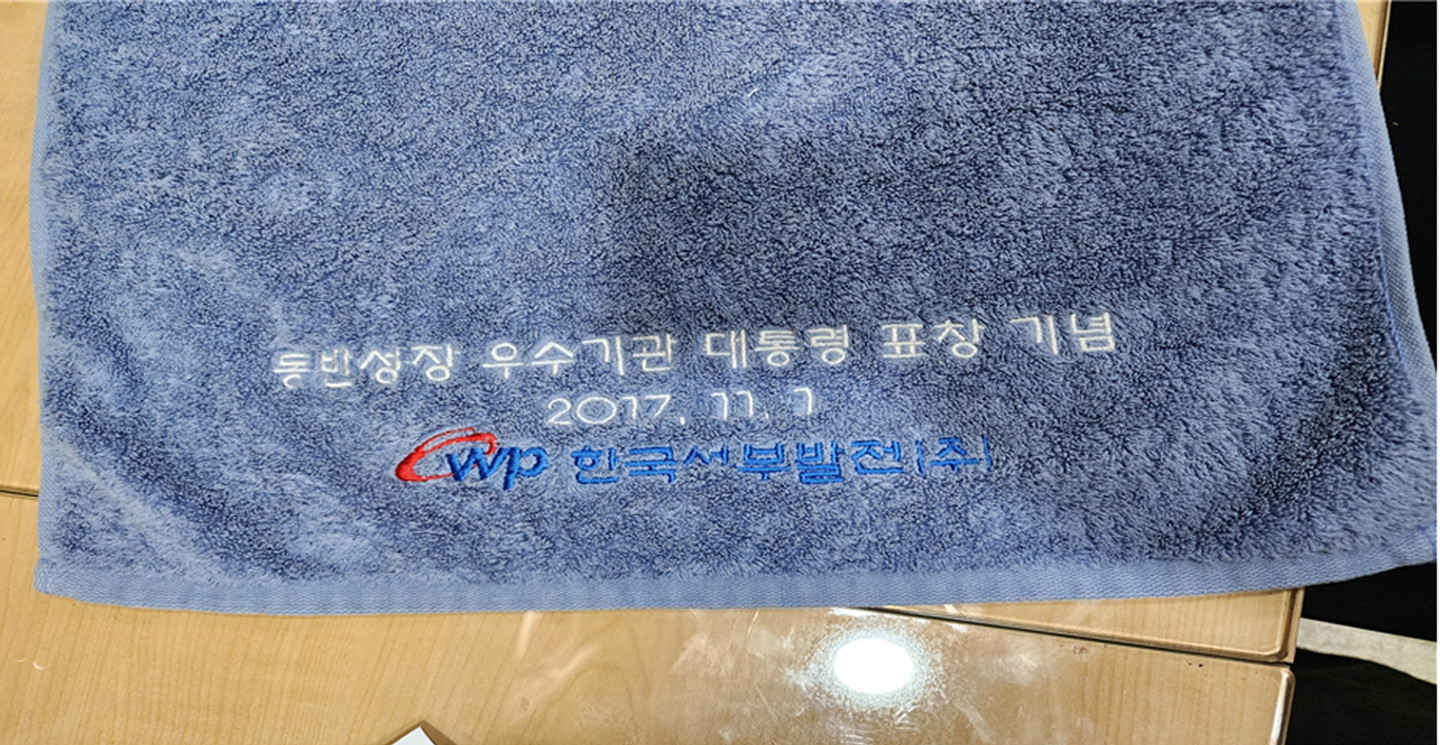 동반성장 우수기관 대통령 표창 기념
2017. 11. 1
wp 한국서부발전(주)